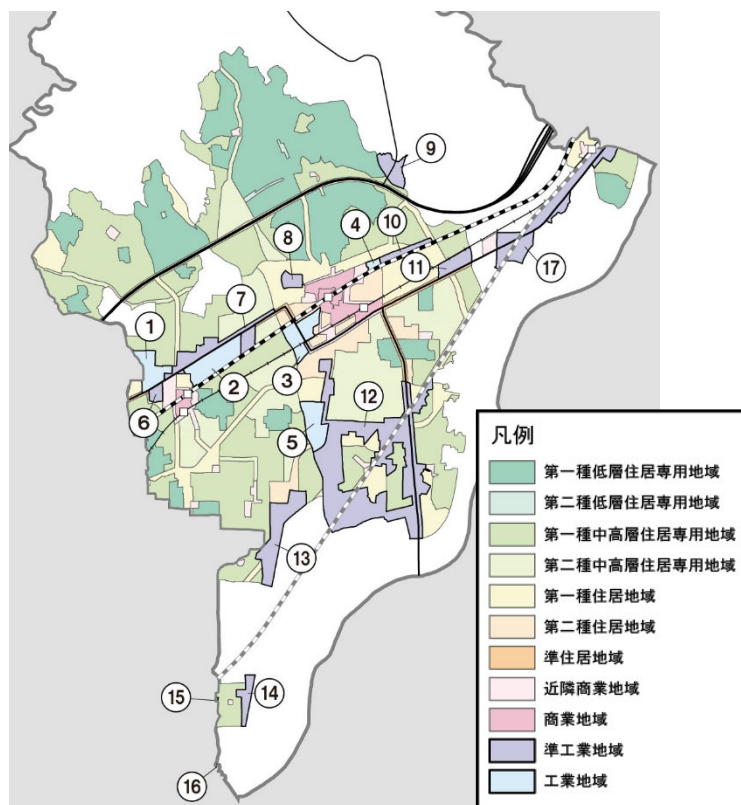 ⑨
④
⑩
⑧
⑪
⑰
⑦
①
②
③
⑫
⑥
⑤
⑬
⑮
⑭
⑯
凡例
第一種低層住居専用地域
第二種低層住居専用地域
第一種中高層住居専用地域
第二種中高層住居専用地域
第一種住居地域
第二種住居地域
準住居地域
近隣商業地域
商業地域
準工業地域
工業地域